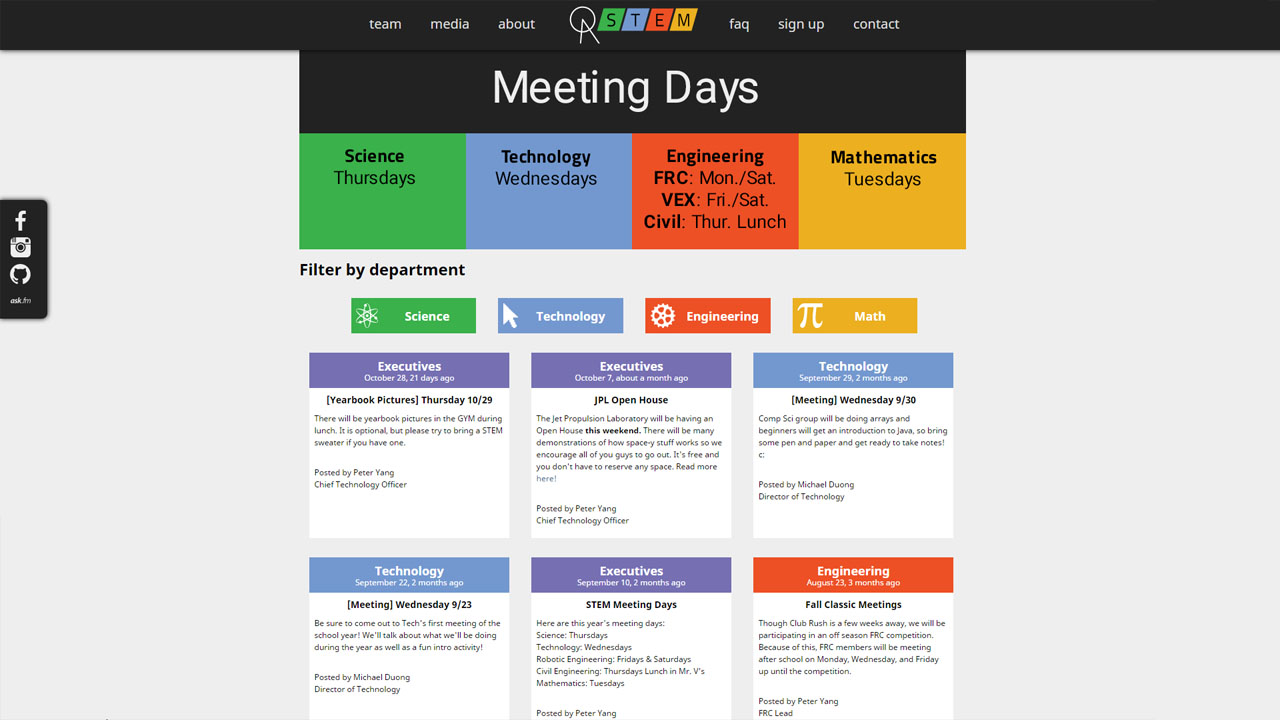 team media about STEM faq sign up contact
Meeting Days
Science
Thursdays
Technology
Wednesdays
Engineering
FRC: Mon./Sat.
VEX: Fri./Sat.
Civil: Thur. Lunch
Mathematics
Tuesdays
ask.fm
Filter by department
Science
Technology
Engineering
π Math
Executives
October 28, 21 days ago
[Yearbook Pictures] Thursday 10/29
There will be yearbook pictures in the GYM during
lunch. It is optional, but please try to bring a STEM
sweater if you have one.
Posted by Peter Yang
Chief Technology Officer
Executives
October 7, about a month ago
JPL Open House
The Jet Propulsion Laboratory will be having an
Open House this weekend. There will be many
demonstrations of how space-y stuff works so we
encourage all of you guys to go out. It's free and
you don't have to reserve any space. Read more
here!
Posted by Peter Yang
Chief Technology Officer
Technology
September 29, 2 months ago
[Meeting] Wednesday 9/30
Comp Sci group will be doing arrays and
beginners will get an introduction to Java, so bring
some pen and paper and get ready to take notes!
c:
Posted by Michael Duong
Director of Technology
Technology
September 22, 2 months ago
[Meeting] Wednesday 9/23
Be sure to come out to Tech's first meeting of the
school year! We'll talk about what we'll be doing
during the year as well as a fun intro activity!
Posted by Michael Duong
Director of Technology
Executives
September 10, 2 months ago
STEM Meeting Days
Here are this year's meeting days:
Science: Thursdays
Technology: Wednesdays
Robotic Engineering: Fridays & Saturdays
Civil Engineering: Thursdays Lunch in Mr. V's
Mathematics: Tuesdays
Posted by Peter Yang
Engineering
August 23, 3 months ago
Fall Classic Meetings
Though Club Rush is a few weeks away, we will be
participating in an off season FRC competition.
Because of this, FRC members will be meeting
after school on Monday, Wednesday, and Friday
up until the competition.
Posted by Peter Yang
FRC Lead